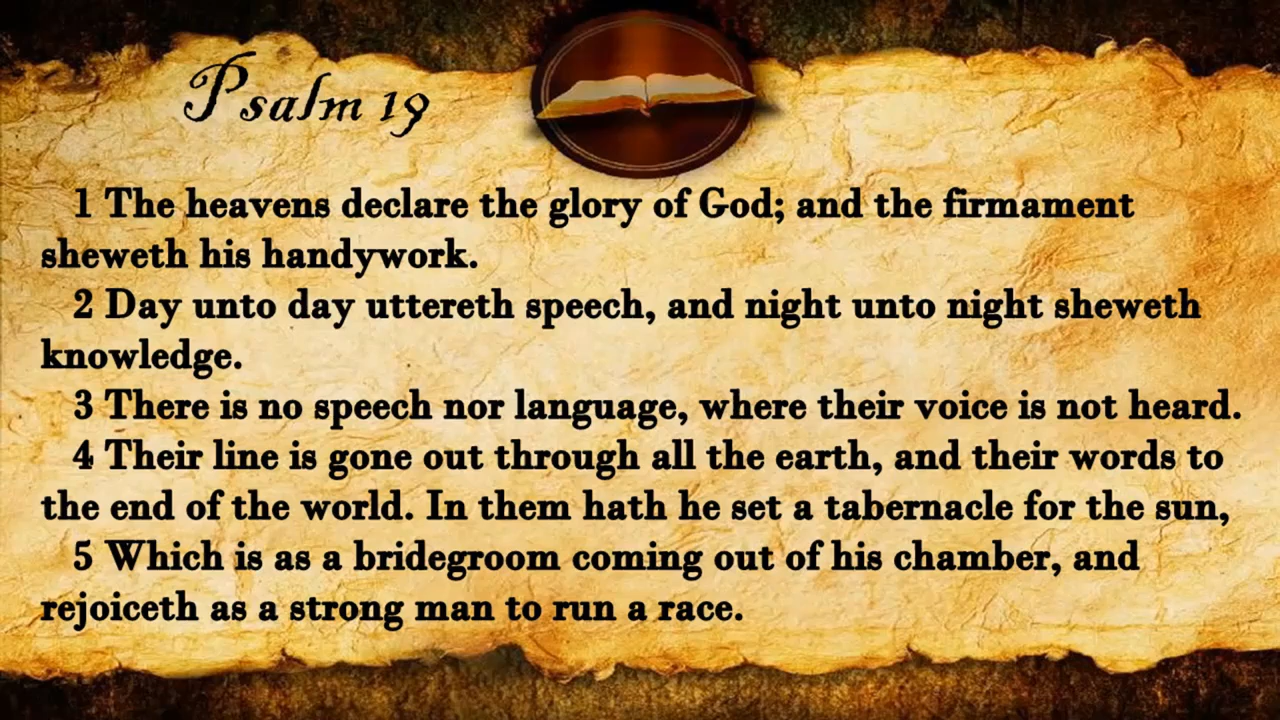 Psalm 19
1 The heavens declare the glory of God; and the firmament
sheweth his handywork.
2 Day unto day uttereth speech, and night unto night sheweth
knowledge.
3 There is no speech nor language, where their voice is not heard.
4 Their line is gone out through all the earth, and their words to
the end of the world. In them hath he set a tabernacle for the sun,
5 Which is as a bridegroom coming out of his chamber, and
rejoiceth as a strong man to run a race.